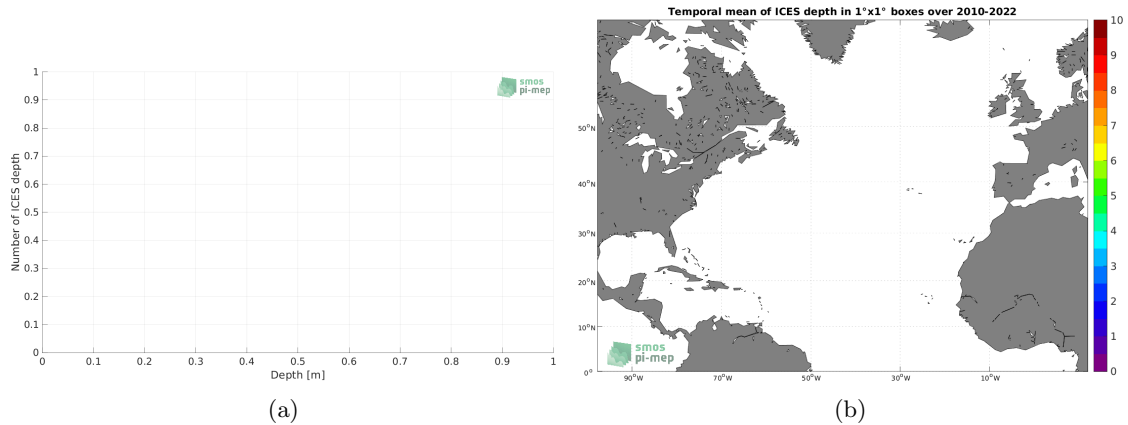 Temporal mean of ICES depth in 1°x1° boxes over 2010-2022
1
0.9
0.8
0.7
0.6
0.5
0.4
0.3
0.2
0.1
0
Number of ICES depth
smos
pi-mep
0
0.1
0.2
0.3
0.4
0.5
0.6
0.7
0.8
0.9
1
Depth [m]
(a)
50°N
40°N
30°N
20°N
10°N
0°
smos
pi-mep
90°W
70°W
50°W
30°W
10°W
10
9
8
7
6
5
4
3
2
1
0
(b)